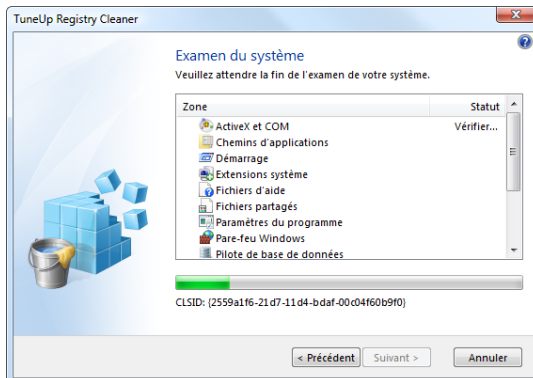 TuneUp Registry Cleaner
Examen du système
Veuillez attendre la fin de l'examen de votre système.
Zone Statut
ActiveX et COM Vérifier...
Chemins d'applications
Démarrage
Extensions système
Fichiers d'aide
Fichiers partagés
Paramètres du programme
Pare-feu Windows
Pilote de base de données
CLSID: {2559a1f6-21d7-11d4-bdaf-00c04f60b9f0}
< Précédent Suivant > Annuler